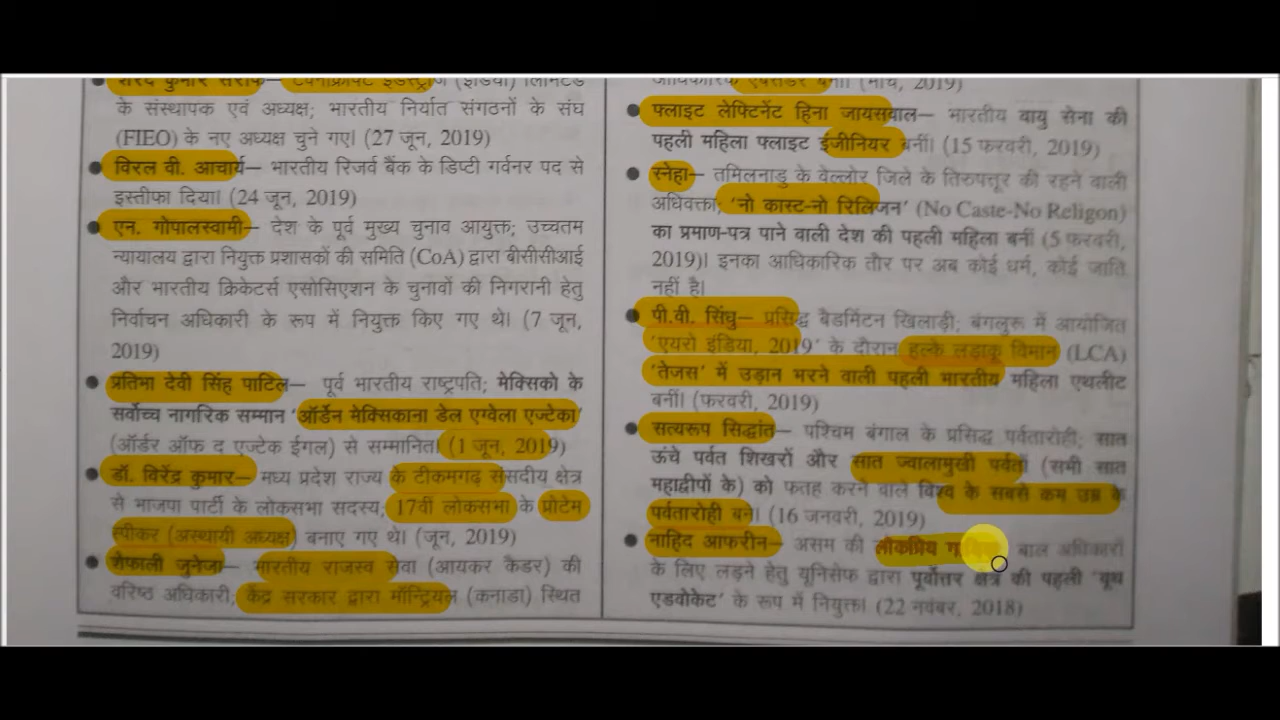 शरद कुमार सराफ– टेक्नोक्राफ्ट इंडस्ट्रीज (इंडिया) लिमिटेड
के संस्थापक एवं अध्यक्ष; भारतीय निर्यात संगठनों के संघ
(FIEO) के नए अध्यक्ष चुने गए। (27 जून, 2019)
● विरल वी. आचार्य– भारतीय रिजर्व बैंक के डिप्टी गवर्नर पद से
इस्तीफा दिया। (24 जून, 2019)
● एन. गोपालस्वामी– देश के पूर्व मुख्य चुनाव आयुक्त; उच्चतम
न्यायालय द्वारा नियुक्त प्रशासकों की समिति (CoA) द्वारा बीसीसीआई
और भारतीय क्रिकेटर्स एसोसिएशन के चुनावों की निगरानी हेतु
निर्वाचन अधिकारी के रूप में नियुक्त किए गए थे। (7 जून,
2019)
● प्रतिभा देवी सिंह पाटिल– पूर्व भारतीय राष्ट्रपति; मेक्सिको के
सर्वोच्च नागरिक सम्मान 'ऑर्डेन मेक्सिकाना डेल एग्वेला एज्टेका'
(ऑर्डर ऑफ द एज्टेक ईगल) से सम्मानित। (1 जून, 2019)
● डॉ. विरेंद्र कुमार– मध्य प्रदेश राज्य के टीकमगढ़ संसदीय क्षेत्र
से भाजपा पार्टी के लोकसभा सदस्य; 17वीं लोकसभा के प्रोटेम
स्पीकर (अस्थायी अध्यक्ष) बनाए गए थे। (जून, 2019)
● शेफाली जुनेजा– भारतीय राजस्व सेवा (आयकर कैडर) की
वरिष्ठ अधिकारी; केंद्र सरकार द्वारा मॉन्ट्रियल (कनाडा) स्थित
(मार्च, 2019)
● फ्लाइट लेफ्टिनेंट हिना जायसवाल– भारतीय वायु सेना की
पहली महिला फ्लाइट इंजीनियर बनीं। (15 फरवरी, 2019)
● स्नेहा– तमिलनाडु के वेल्लोर जिले के तिरुपत्तूर की रहने वाली
अधिवक्ता; 'नो कास्ट-नो रिलिजन' (No Caste-No Religon)
का प्रमाण-पत्र पाने वाली देश की पहली महिला बनीं (5 फरवरी,
2019)। इनका आधिकारिक तौर पर अब कोई धर्म, कोई जाति
नहीं है।
● पी.वी. सिंधु– प्रसिद्ध बैडमिंटन खिलाड़ी; बंगलुरू में आयोजित
'एयरो इंडिया, 2019' के दौरान हल्के लड़ाकू विमान (LCA)
'तेजस' में उड़ान भरने वाली पहली भारतीय महिला एथलीट
बनीं। (फरवरी, 2019)
● सत्यरूप सिद्धांत– पश्चिम बंगाल के प्रसिद्ध पर्वतारोही; सात
ऊंचे पर्वत शिखरों और सात ज्वालामुखी पर्वतों (सभी सात
महाद्वीपों के) को फतह करने वाले विश्व के सबसे कम उम्र के
पर्वतारोही बने। (16 जनवरी, 2019)
● नाहिद आफरीन– असम की लोकप्रिय बाल अधिकारों
के लिए लड़ने हेतु यूनिसेफ द्वारा पूर्वोत्तर क्षेत्र की पहली 'यूथ
एडवोकेट' के रूप में नियुक्त। (22 नवंबर, 2018)